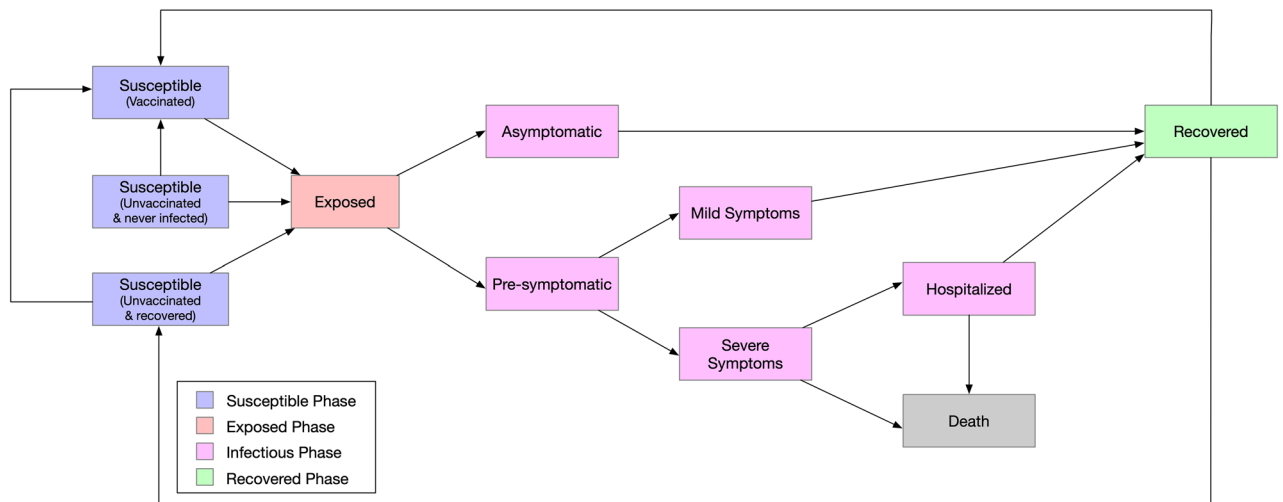 Susceptible
(Vaccinated)
Susceptible
(Unvaccinated
& never infected)
Susceptible
(Unvaccinated
& recovered)
Exposed
Asymptomatic
Pre-symptomatic
Mild Symptoms
Severe
Symptoms
Hospitalized
Death
Recovered
Susceptible Phase
Exposed Phase
Infectious Phase
Recovered Phase